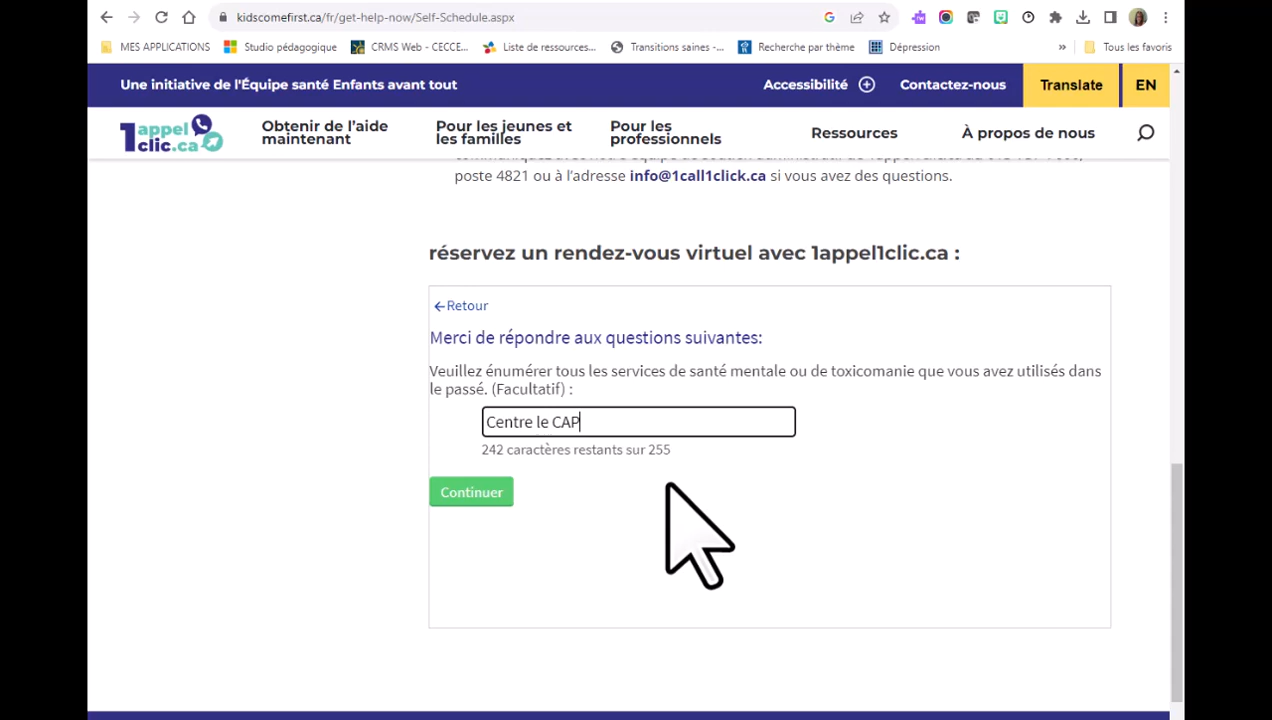 kidscomefirst.ca/fr/get-help-now/Self-Schedule.aspx
MES APPLICATIONS Studio pédagogique CRMS Web - CECCE... Liste de ressources... Transitions saines -... Recherche par thème Dépression » Tous les favoris
Une initiative de l'Équipe santé Enfants avant tout Accessibilité Contactez-nous Translate EN
1appel
clic.ca
Obtenir de l'aide
maintenant
Pour les jeunes et
les familles
Pour les
professionnels
Ressources
À propos de nous
poste 4821 ou à l'adresse info@1call1click.ca si vous avez des questions.
réservez un rendez-vous virtuel avec 1appel1clic.ca :
←Retour
Merci de répondre aux questions suivantes:
Veuillez énumérer tous les services de santé mentale ou de toxicomanie que vous avez utilisés dans
le passé. (Facultatif) :
Centre le CAP
242 caractères restants sur 255
Continuer